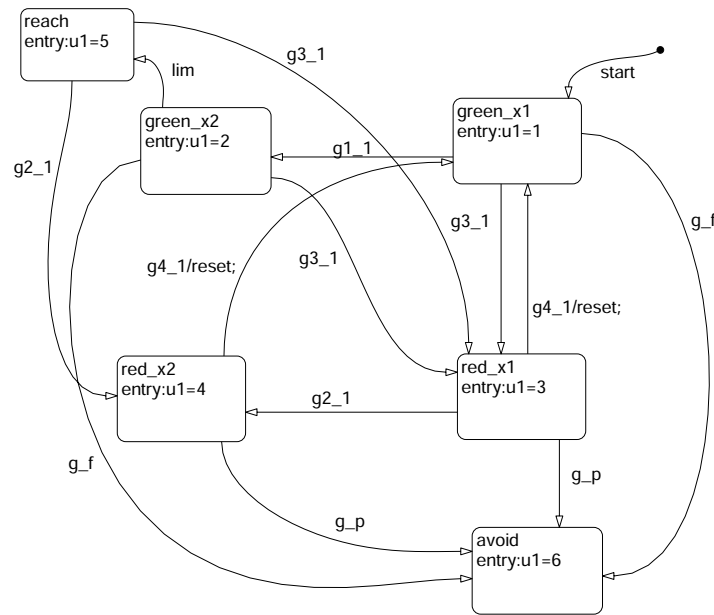 reach
entry:u1=5
g3_1
start
lim
green_x2
entry:u1=2
green_x1
entry:u1=1
g1_1
g2_1
g3_1
g_f
g3_1
g4_1/reset;
g4_1/reset;
red_x2
entry:u1=4
red_x1
entry:u1=3
g2_1
g_f
g_p
g_p
avoid
entry:u1=6